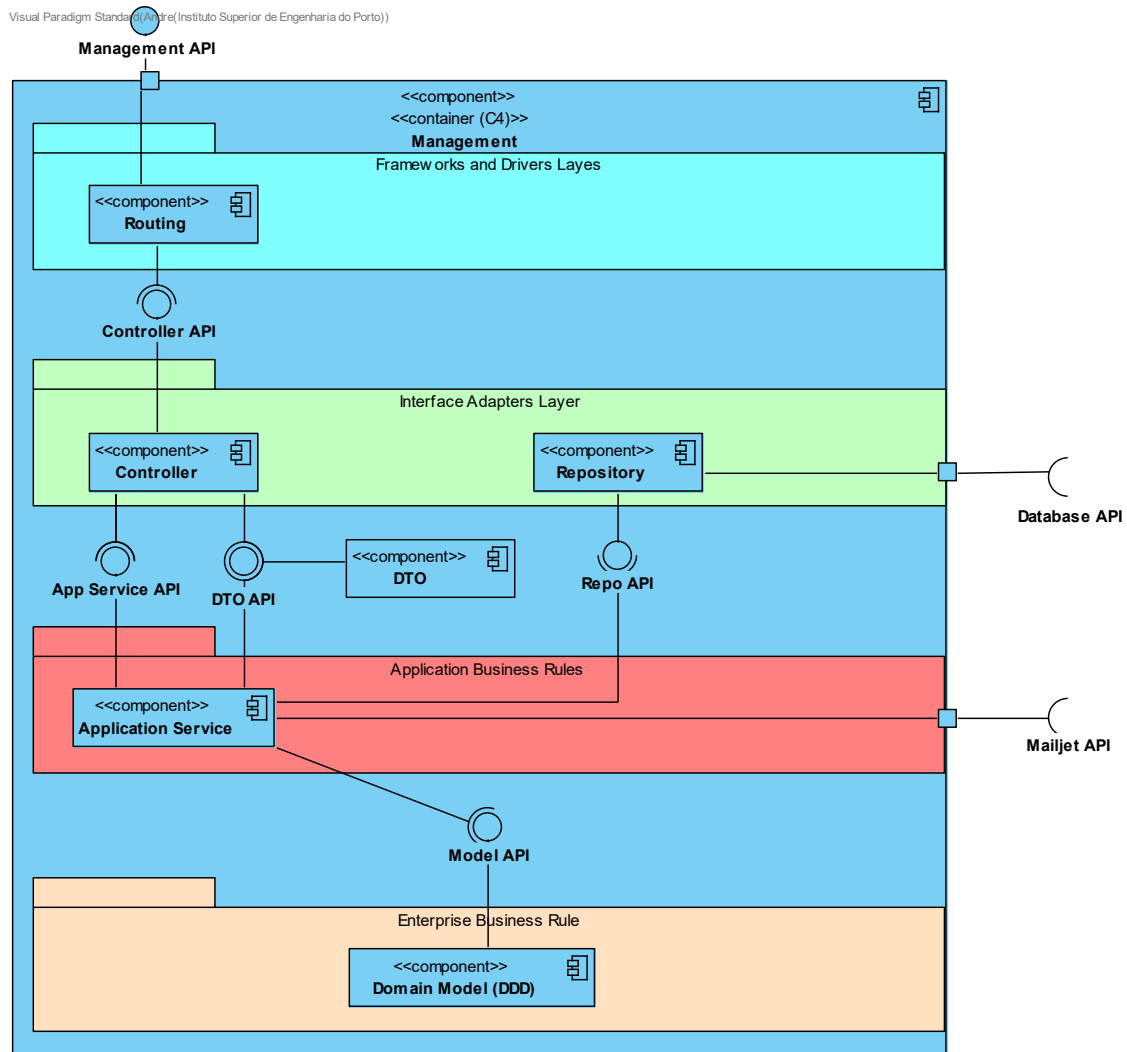 Visual Paradigm Standard(Andre(Instituto Superior de Engenharia do Porto))
Management API
<<component>>
<<container (C4)>>
Management
Frameworks and Drivers Layes
<<component>>
Routing
Controller API
Interface Adapters Layer
<<component>>
Controller
<<component>>
Repository
Database API
App Service API
DTO API
<<component>>
DTO
Repo API
Application Business Rules
<<component>>
Application Service
Mailjet API
Model API
Enterprise Business Rule
<<component>>
Domain Model (DDD)